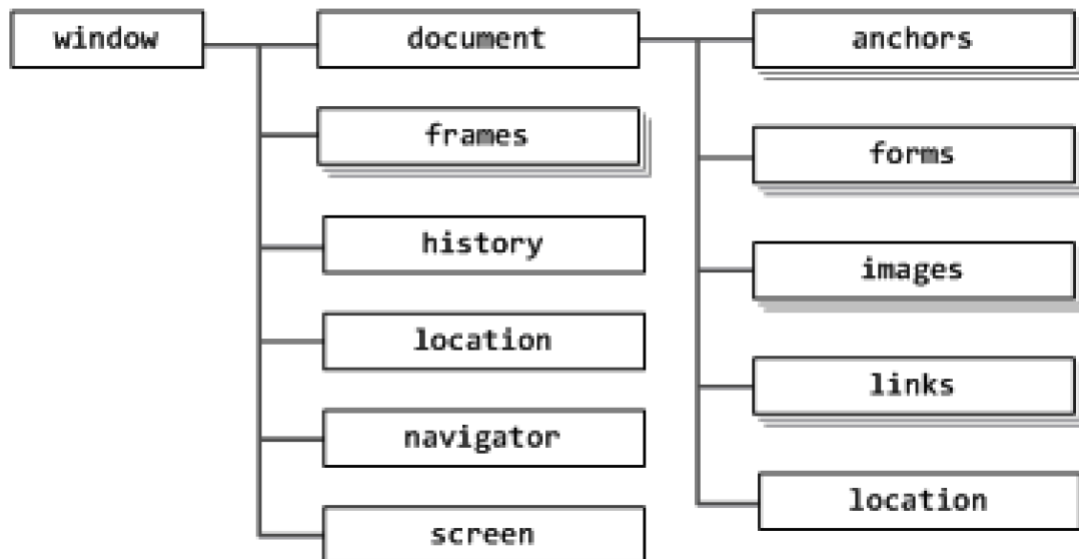 window
document
anchors
frames
forms
history
images
location
links
navigator
location
screen